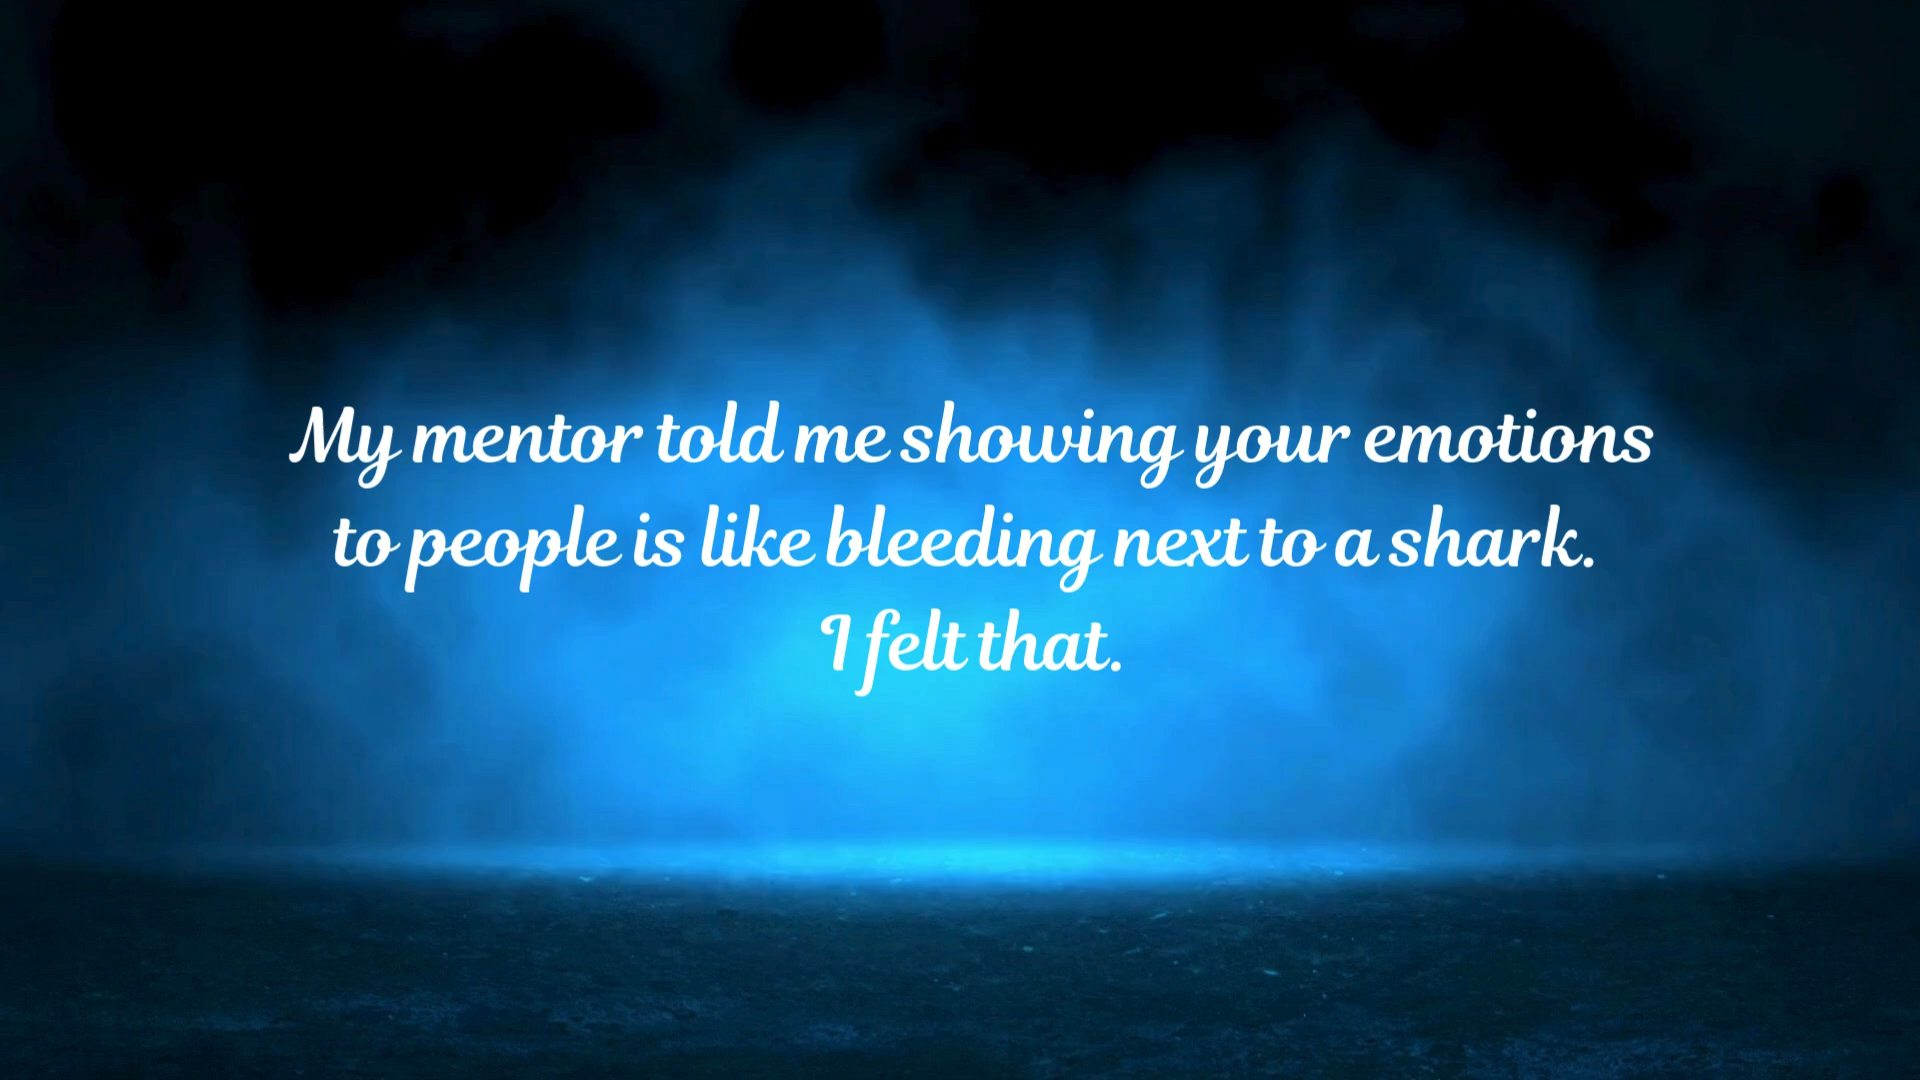 My mentor told me showing your emotions
to people is like bleeding next to a shark.
I felt that.